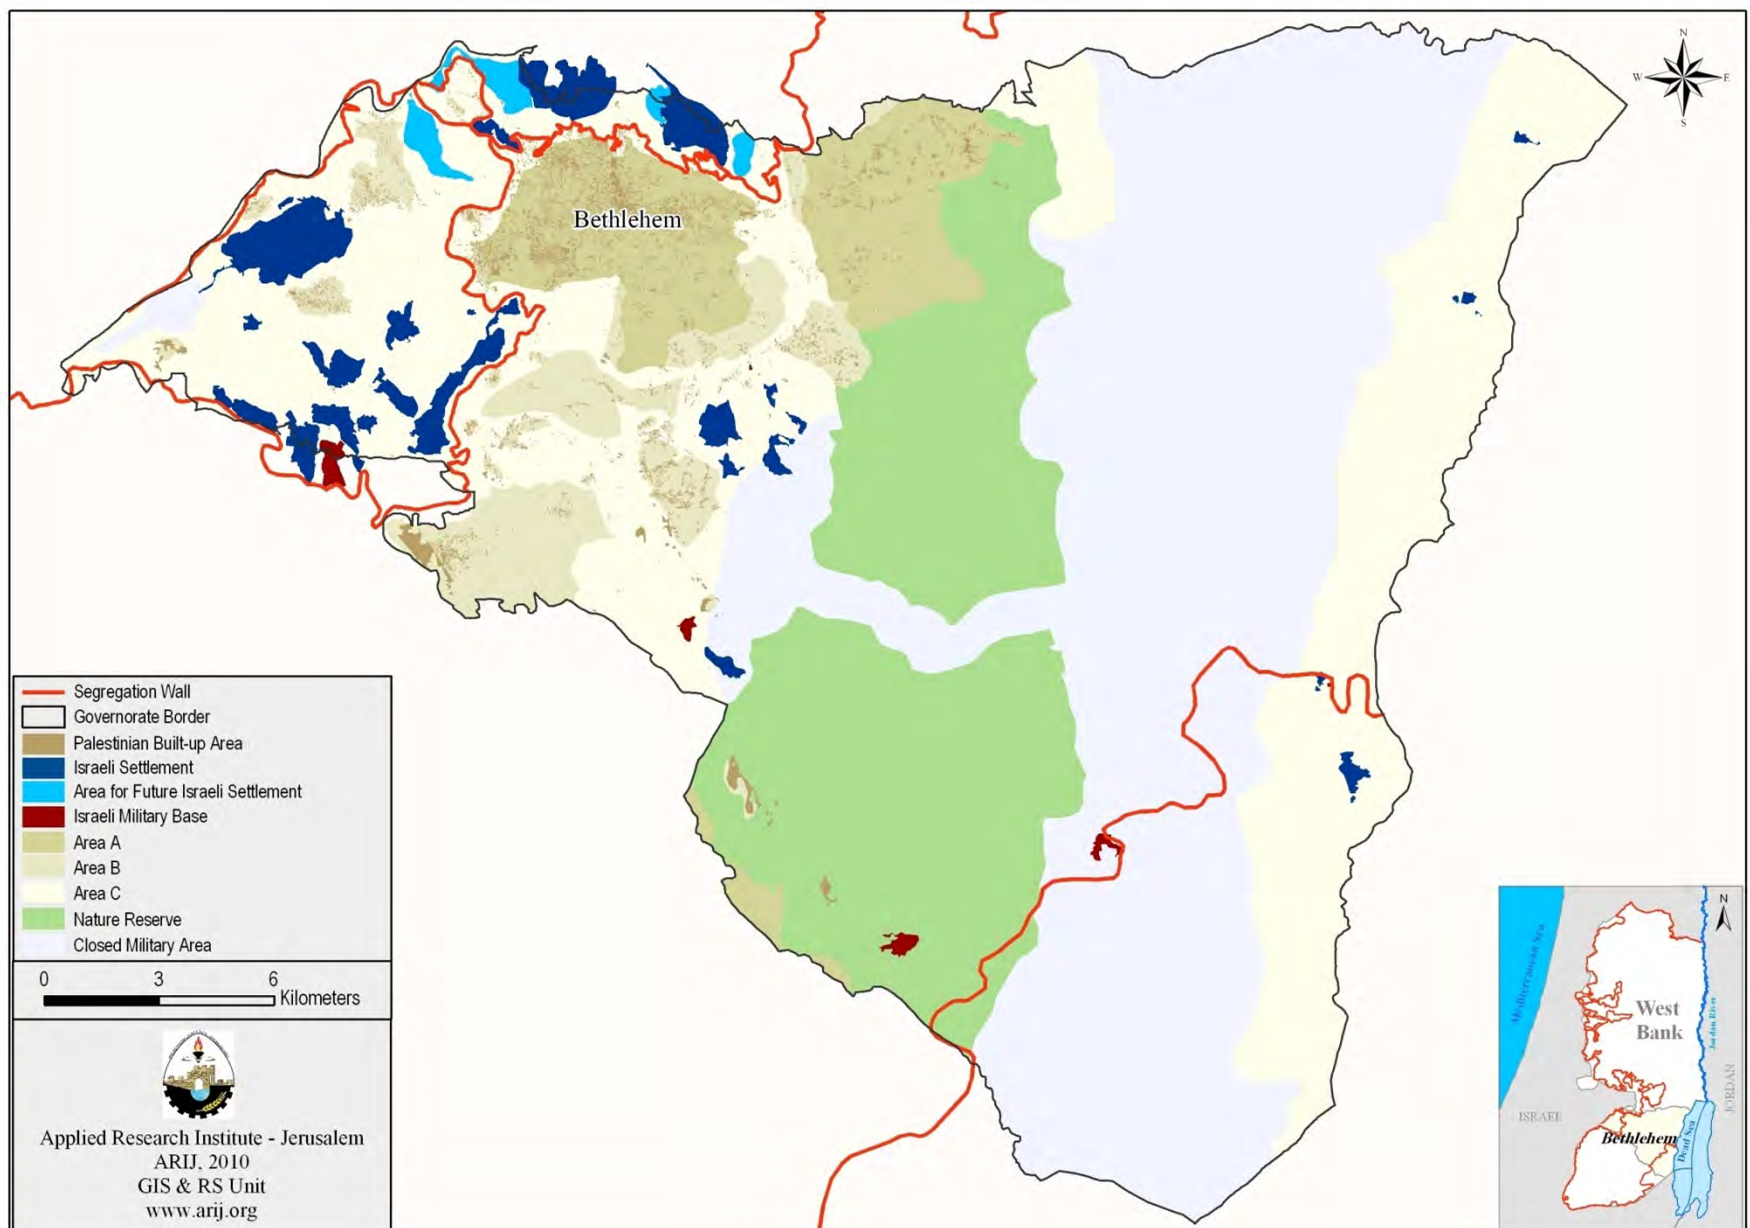 N
W
E
S
Bethlehem
Segregation Wall
Governorate Border
Palestinian Built-up Area
Israeli Settlement
Area for Future Israeli Settlement
Israeli Military Base
Area A
Area B
Area C
Nature Reserve
Closed Military Area
0 3 6
Kilometers
Applied Research Institute - Jerusalem
ARIJ, 2010
GIS & RS Unit
www.arij.org
N
Mediterranean Sea
West
Bank
Jordan River
JORDAN
ISRAEL
Bethlehem
Dead Sea